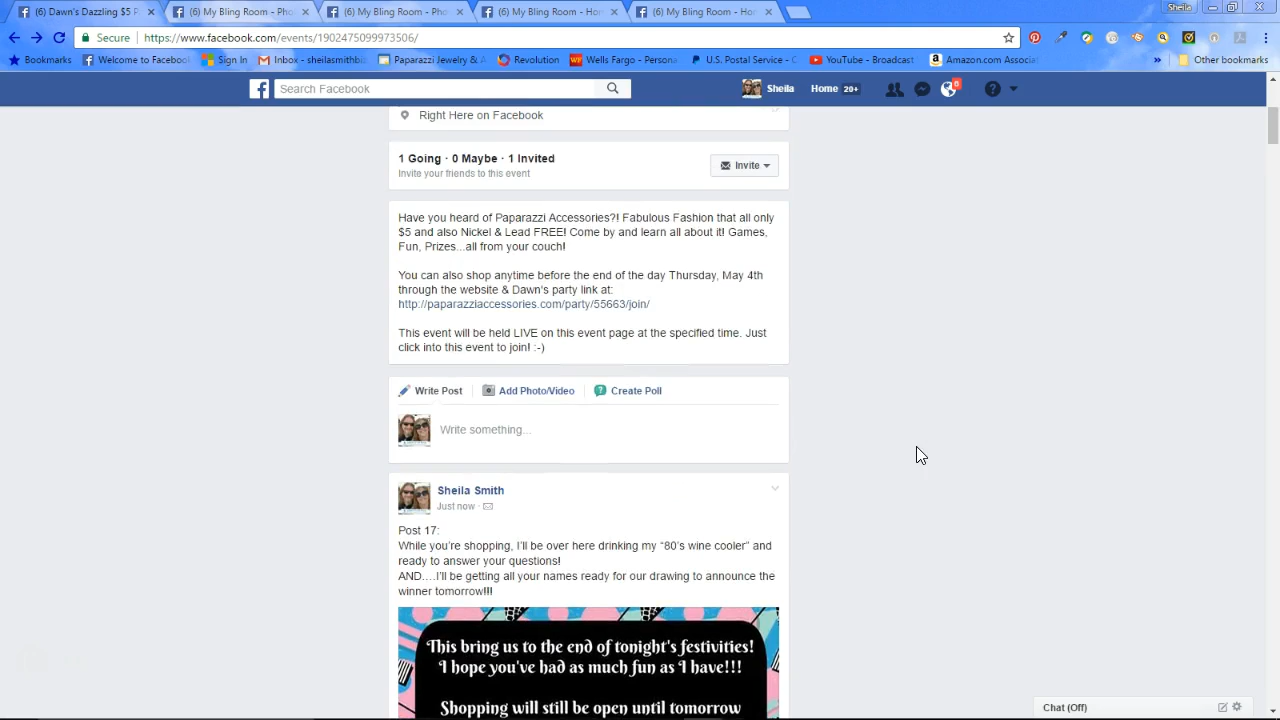 (6) Dawn's Dazzling $5 P
(6) My Bling Room - Pho
(6) My Bling Room - Pho
(6) My Bling Room - Hom
(6) My Bling Room - Hom
Sheila
Secure
https://www.facebook.com/events/1902475099973506/
Bookmarks
Welcome to Facebook
Sign In
Inbox - sheilasmithbi
Paparazzi Jewelry & A
Revolution
Wells Fargo - Persona
U.S. Postal Service - C
YouTube - Broadcast
Amazon.com Associat
»
Other bookmarks
Search Facebook
Sheila
Home 20+
6
Right Here on Facebook
1 Going · 0 Maybe · 1 Invited
Invite your friends to this event
Invite
Have you heard of Paparazzi Accessories?! Fabulous Fashion that all only
$5 and also Nickel & Lead FREE! Come by and learn all about it! Games,
Fun, Prizes...all from your couch!
You can also shop anytime before the end of the day Thursday, May 4th
through the website & Dawn's party link at:
http://paparazziaccessories.com/party/55663/join/
This event will be held LIVE on this event page at the specified time. Just
click into this event to join! :-)
Write Post
Add Photo/Video
Create Poll
Write something...
Sheila Smith
Just now ·
Post 17:
While you're shopping, I'll be over here drinking my "80's wine cooler" and
ready to answer your questions!
AND....I'll be getting all your names ready for our drawing to announce the
winner tomorrow!!!
This bring us to the end of tonight's festivities!
I hope you've had as much fun as I have!!!
Shopping will still be open until tomorrow
Chat (Off)